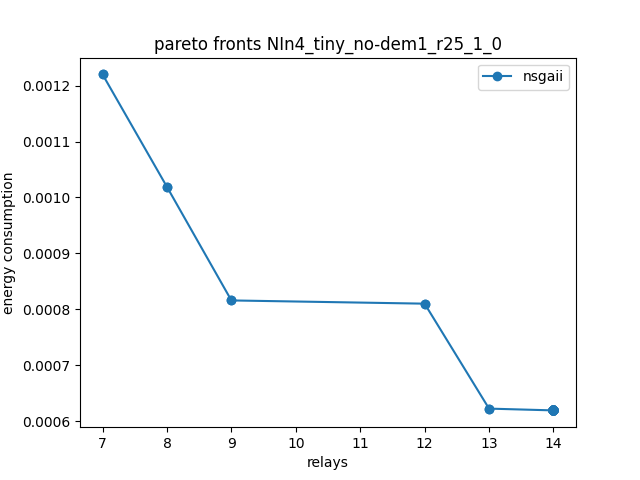 pareto fronts NIn4_tiny_no-dem1_r25_1_0
nsgaii
energy consumption
0.0012
0.0011
0.0010
0.0009
0.0008
0.0007
0.0006
7 8 9 10 11 12 13 14
relays